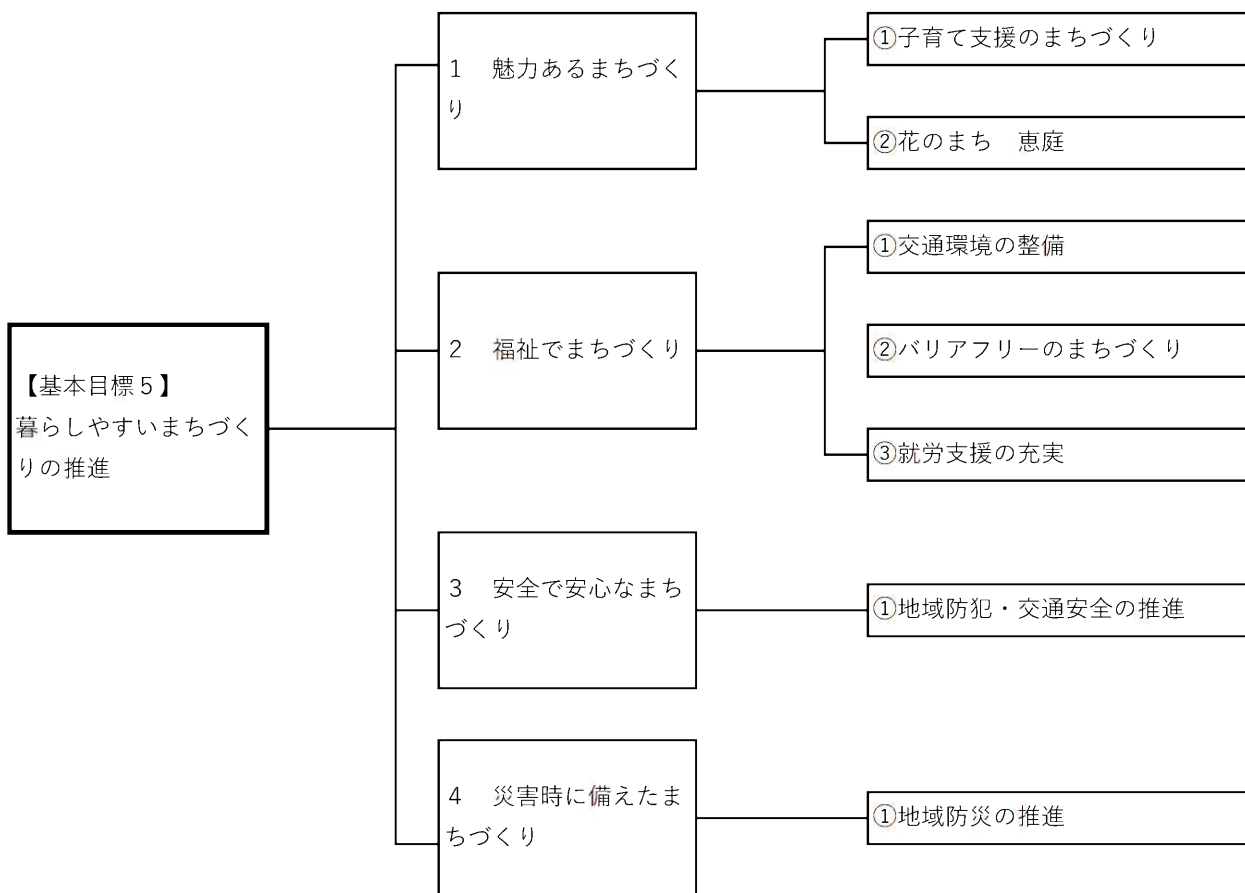 【基本目標５】
暮らしやすいまちづく
りの推進
１　魅力あるまちづく
り
①子育て支援のまちづくり
②花のまち　恵庭
２　福祉でまちづくり
①交通環境の整備
②バリアフリーのまちづくり
③就労支援の充実
３　安全で安心なまち
づくり
①地域防犯・交通安全の推進
４　災害時に備えたま
ちづくり
①地域防災の推進